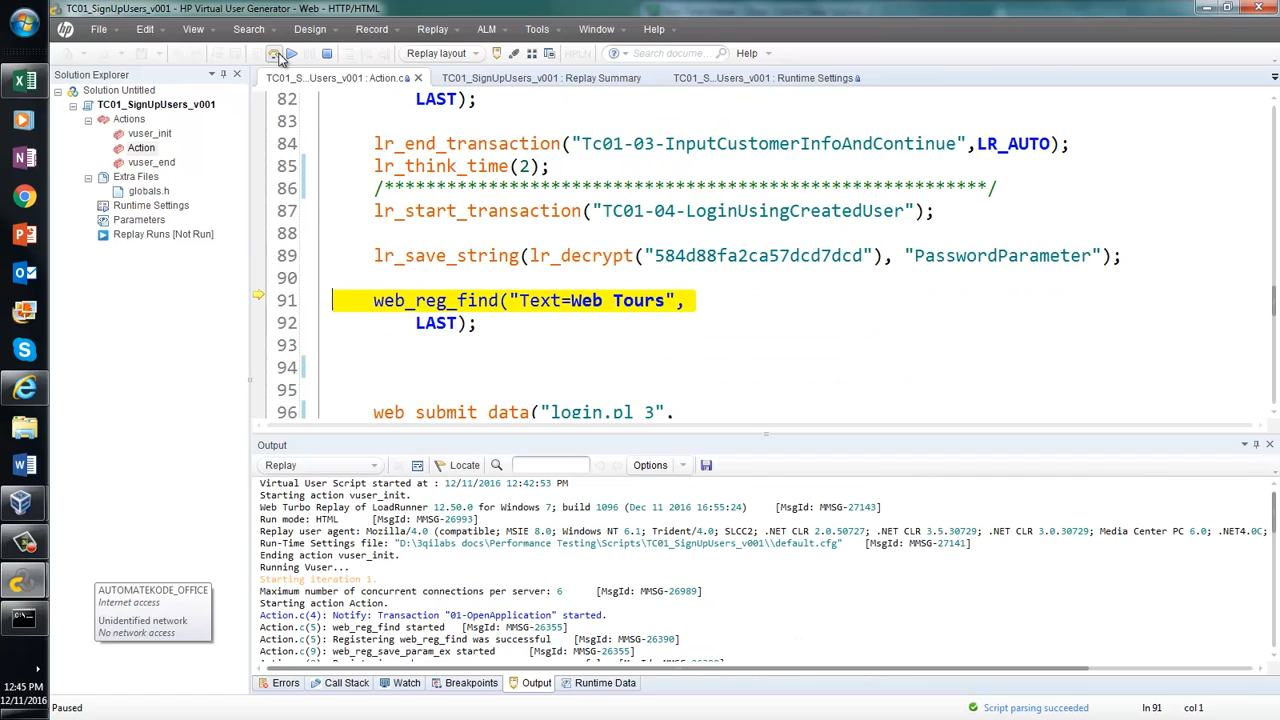 TC01_SignUpUsers_v001 - HP Virtual User Generator - Web - HTTP/HTML
File Edit View Search Design Record Replay ALM Tools Window Help
Replay layout HPLN Search docume... Help
Solution Explorer
TC01_S...Users_v001 : Action.c TC01_SignUpUsers_v001 : Replay Summary TC01_S...Users_v001 : Runtime Settings
Solution Untitled
TC01_SignUpUsers_v001
Actions
vuser_init
Action
vuser_end
Extra Files
globals.h
Runtime Settings
Parameters
Replay Runs [Not Run]
82 LAST);
83
84 lr_end_transaction("Tc01-03-InputCustomerInfoAndContinue",LR_AUTO);
85 lr_think_time(2);
86 /**********************************************************/
87 lr_start_transaction("TC01-04-LoginUsingCreatedUser");
88
89 lr_save_string(lr_decrypt("584d88fa2ca57dcd7dcd"), "PasswordParameter");
90
91 web_reg_find("Text=Web Tours",
92 LAST);
93
94
95
96 web_submit_data("login.pl_3",
Output
Replay Locate Options
Virtual User Script started at : 12/11/2016 12:42:53 PM
Starting action vuser_init.
Web Turbo Replay of LoadRunner 12.50.0 for Windows 7; build 1096 (Dec 11 2016 16:55:24) [MsgId: MMSG-27143]
Run mode: HTML [MsgId: MMSG-26993]
Replay user agent: Mozilla/4.0 (compatible; MSIE 8.0; Windows NT 6.1; Trident/4.0; SLCC2; .NET CLR 2.0.50727; .NET CLR 3.5.30729; .NET CLR 3.0.30729; Media Center PC 6.0; .NET4.0C;
Run-Time Settings file: "D:\3qilabs docs\Performance Testing\Scripts\TC01_SignUpUsers_v001\\default.cfg" [MsgId: MMSG-27141]
Ending action vuser_init.
Running Vuser...
Starting iteration 1.
Maximum number of concurrent connections per server: 6 [MsgId: MMSG-26989]
Starting action Action.
Action.c(4): Notify: Transaction "01-OpenApplication" started.
Action.c(5): web_reg_find started [MsgId: MMSG-26355]
Action.c(5): Registering web_reg_find was successful [MsgId: MMSG-26390]
Action.c(9): web_reg_save_param_ex started [MsgId: MMSG-26355]
AUTOMATEKODE_OFFICE
Internet access
Unidentified network
No network access
Errors Call Stack Watch Breakpoints Output Runtime Data
12:45 PM
12/11/2016
Paused Script parsing succeeded Ln 91 col 1